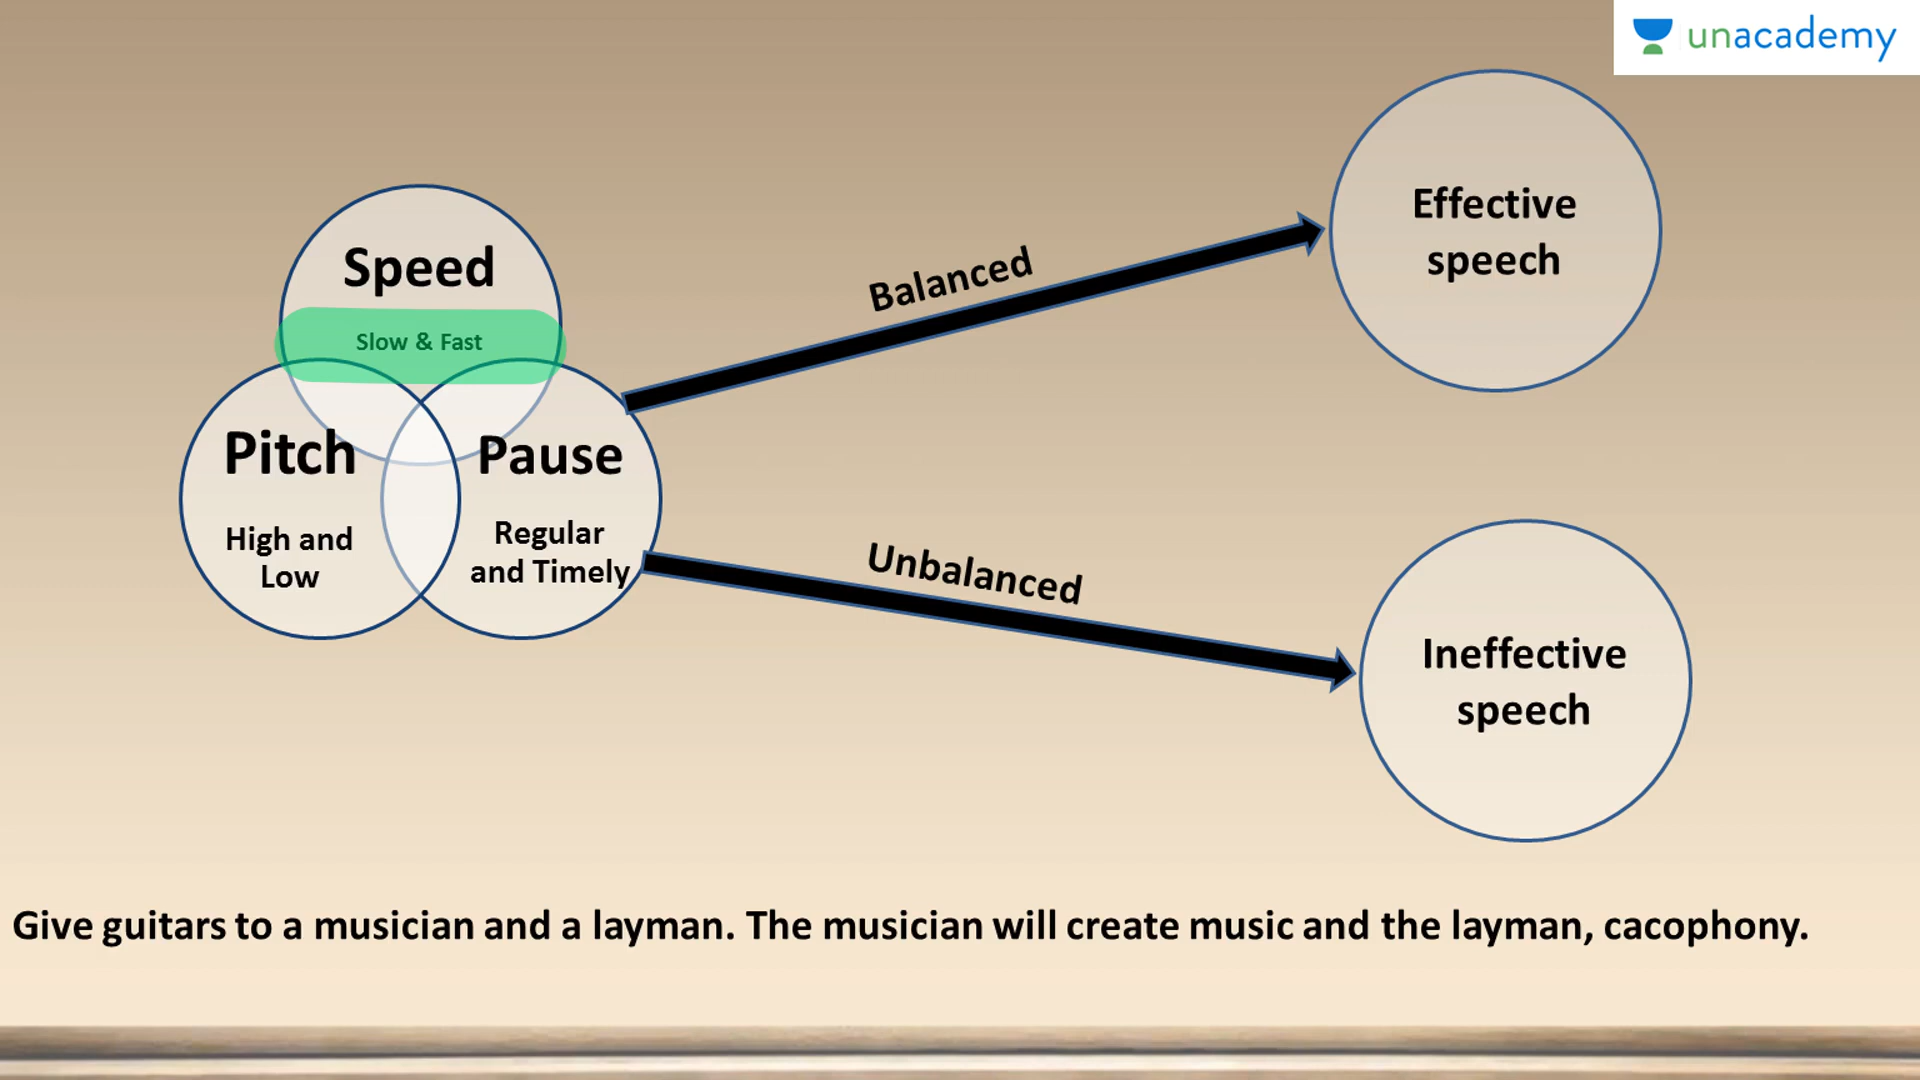 unacademy
Speed
Slow & Fast
Pitch
High and
Low
Pause
Regular
and Timely
Balanced
Unbalanced
Effective
speech
Ineffective
speech
Give guitars to a musician and a layman. The musician will create music and the layman, cacophony.